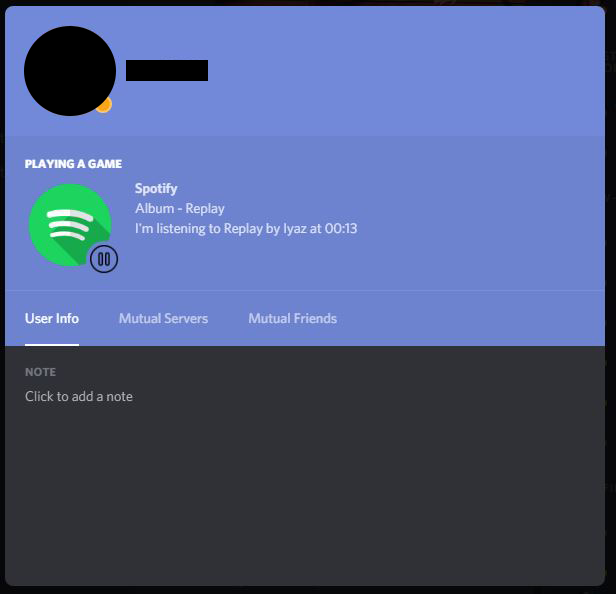 PLAYING A GAME
Spotify
Album - Replay
I'm listening to Replay by Iyaz at 00:13
User Info Mutual Servers Mutual Friends
NOTE
Click to add a note